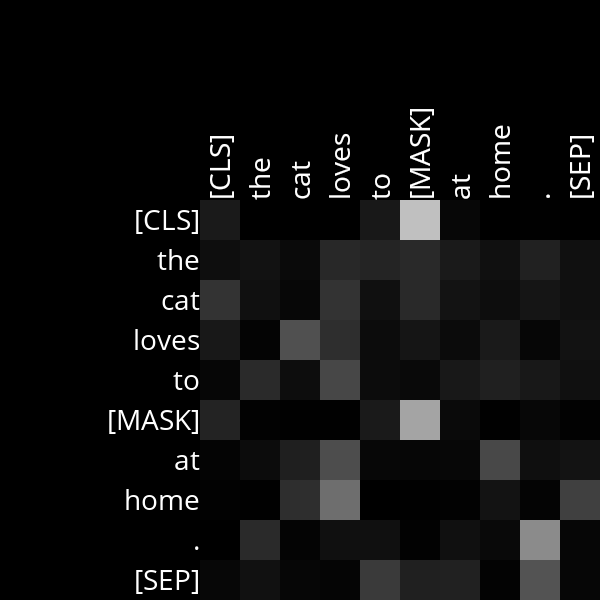 [CLS] the cat loves to [MASK] at home . [SEP]
[CLS]
the
cat
loves
to
[MASK]
at
home
.
[SEP]